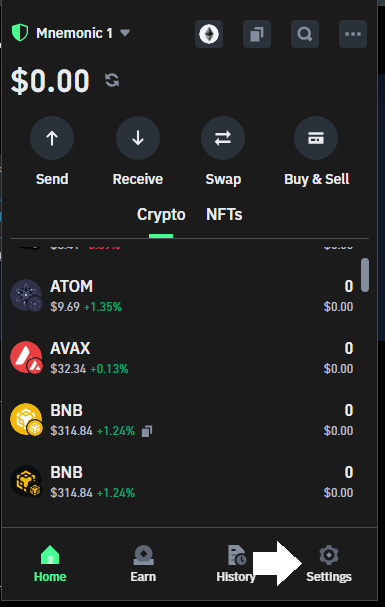 Mnemonic 1
$0.00
Send Receive Swap Buy & Sell
Crypto NFTs
$0.00
ATOM 0
$9.69 +1.35% $0.00
AVAX 0
$32.34 +0.13% $0.00
BNB 0
$314.84 +1.24% $0.00
BNB 0
$314.84 +1.24% $0.00
Home Earn History Settings